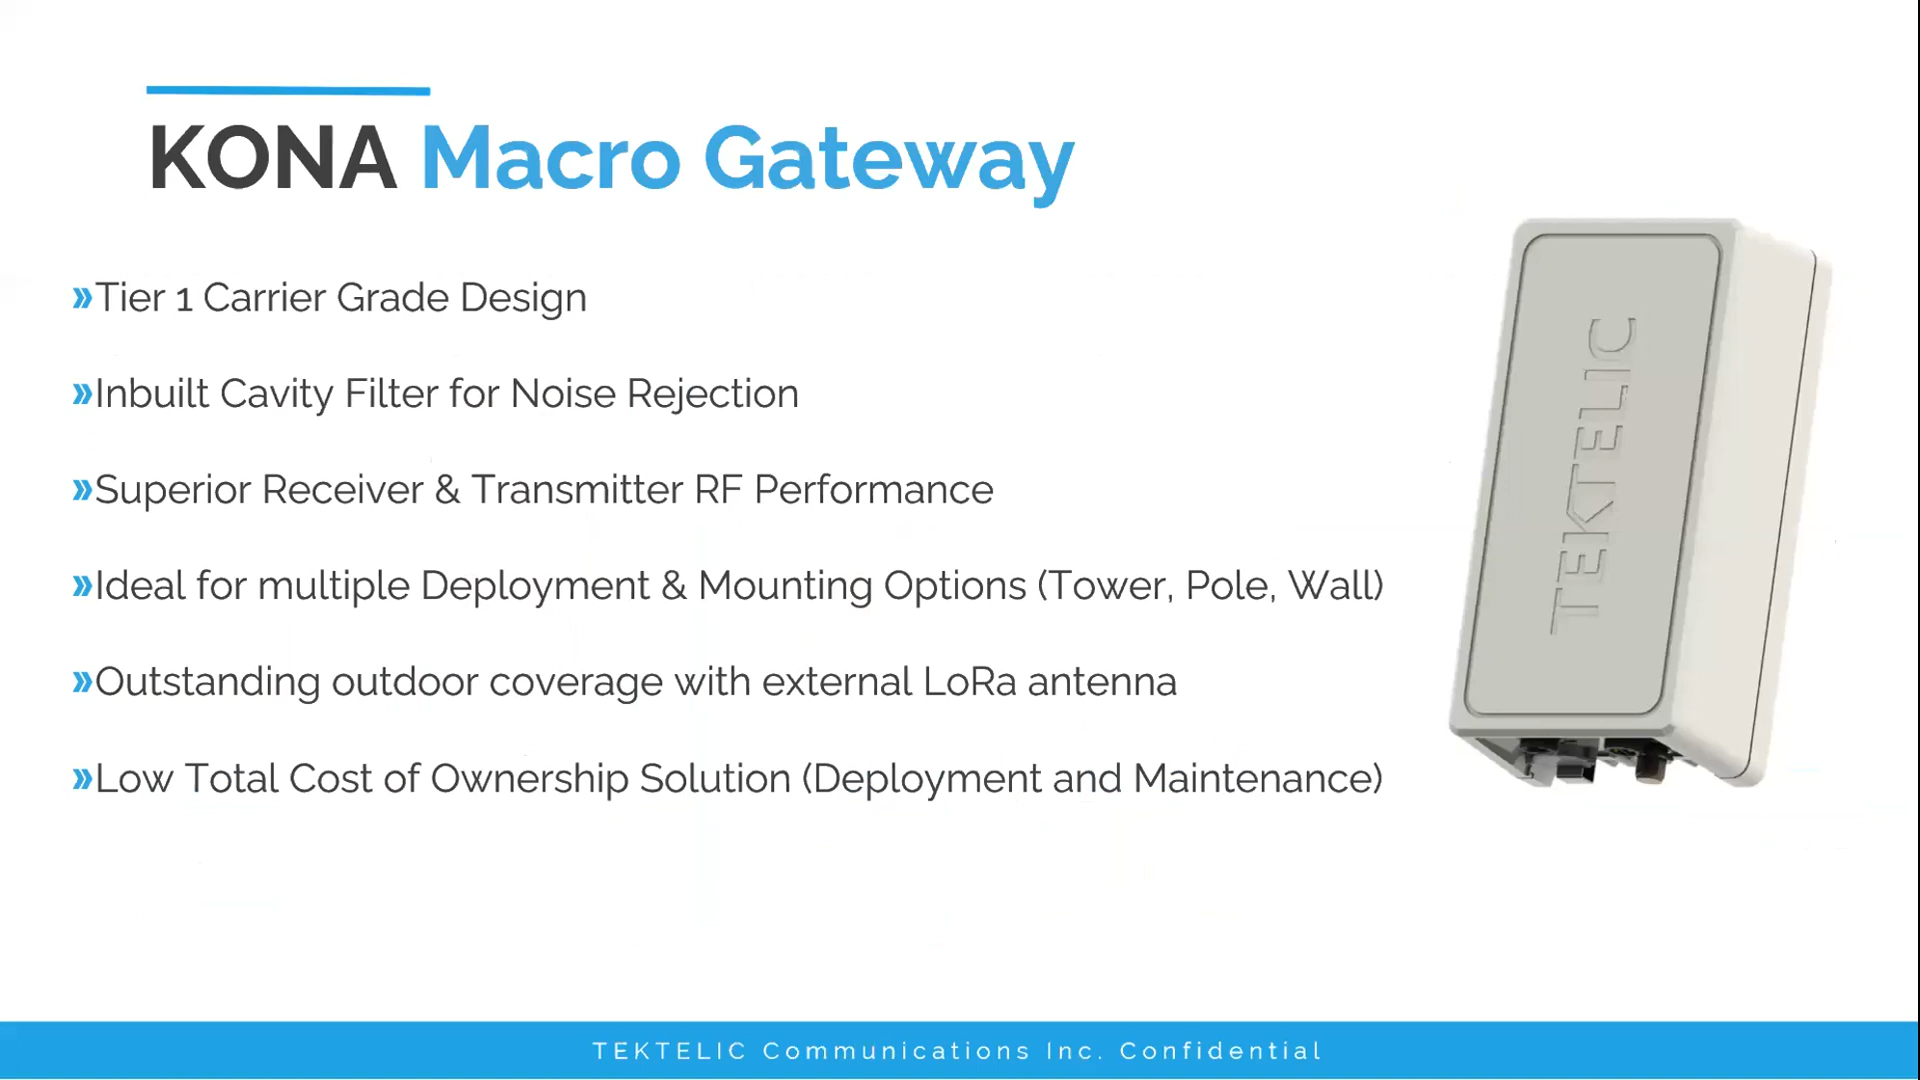 KONA Macro Gateway
»Tier 1 Carrier Grade Design
»Inbuilt Cavity Filter for Noise Rejection
»Superior Receiver & Transmitter RF Performance
»Ideal for multiple Deployment & Mounting Options (Tower, Pole, Wall)
»Outstanding outdoor coverage with external LoRa antenna
»Low Total Cost of Ownership Solution (Deployment and Maintenance)
TEKTELIC
TEKTELIC Communications Inc. Confidential